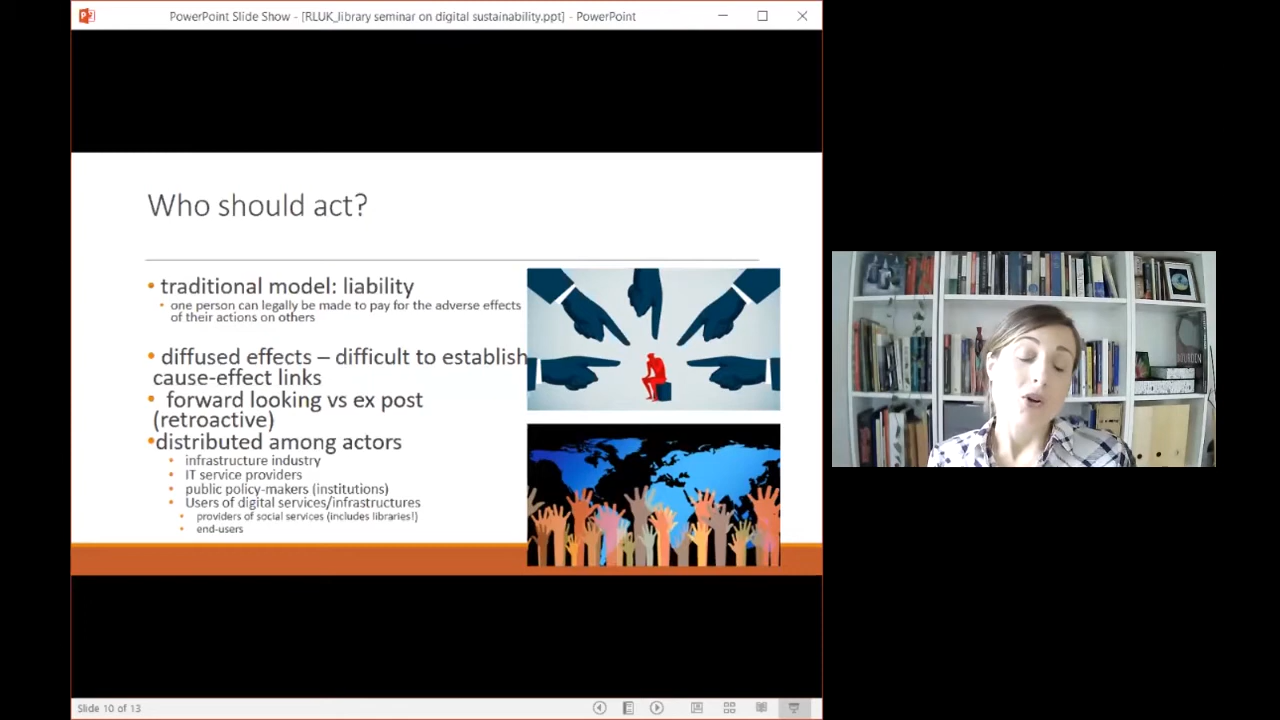 PowerPoint Slide Show - [RLUK_library seminar on digital sustainability.ppt] - PowerPoint
Who should act?
• traditional model: liability
• one person can legally be made to pay for the adverse effects
of their actions on others
• diffused effects – difficult to establish
cause-effect links
• forward looking vs ex post
(retroactive)
•distributed among actors
• infrastructure industry
• IT service providers
• public policy-makers (institutions)
• Users of digital services/infrastructures
• providers of social services (includes libraries!)
• end-users
BOURDIN
Slide 10 of 13